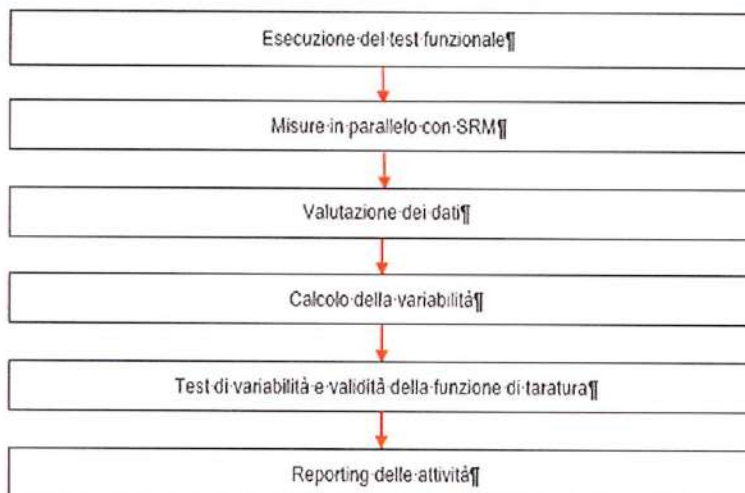 Esecuzione·del·test·funzionale¶
Misure·in·parallelo·con·SRM¶
Valutazione·dei·dati¶
Calcolo·della·variabilità¶
Test·di·variabilità·e·validità·della·funzione·di·taratura¶
Reporting·delle·attività¶